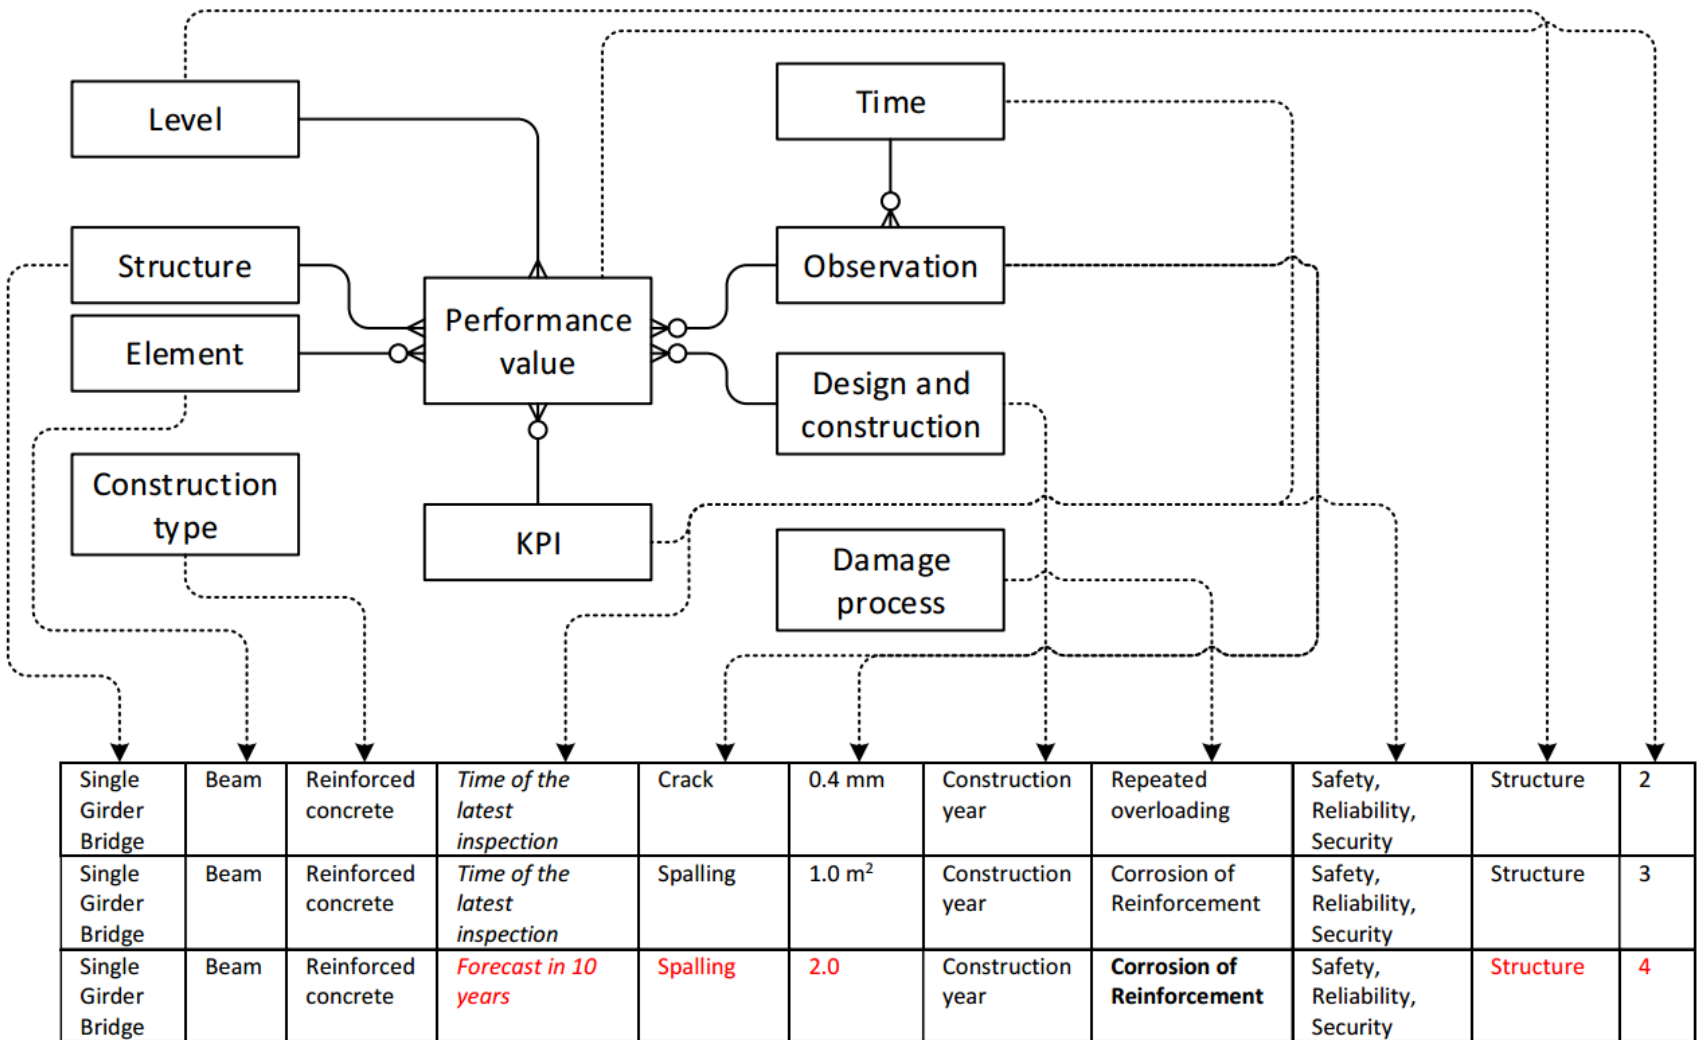 Level
Time
Structure
Observation
Performance
value
Element
Design and
construction
Construction
type
KPI
Damage
process
Single
Girder
Bridge
Beam
Reinforced
concrete
Time of the
latest
inspection
Crack
0.4 mm
Construction
year
Repeated
overloading
Safety,
Reliability,
Security
Structure
2
Single
Girder
Bridge
Beam
Reinforced
concrete
Time of the
latest
inspection
Spalling
1.0 m²
Construction
year
Corrosion of
Reinforcement
Safety,
Reliability,
Security
Structure
3
Single
Girder
Bridge
Beam
Reinforced
concrete
Forecast in 10
years
Spalling
2.0
Construction
year
Corrosion of
Reinforcement
Safety,
Reliability,
Security
Structure
4